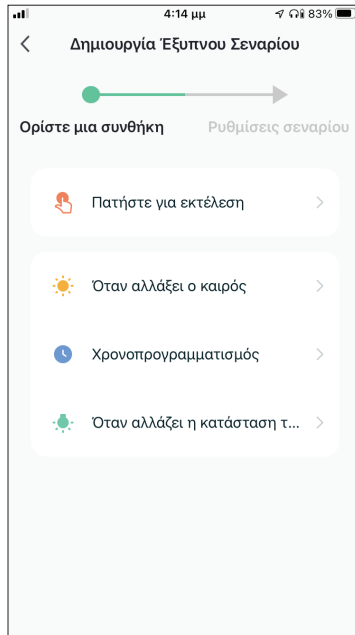 4:14 μμ 83%
Δημιουργία Έξυπνου Σεναρίου
Ορίστε μια συνθήκη Ρυθμίσεις σεναρίου
Πατήστε για εκτέλεση
Όταν αλλάξει ο καιρός
Χρονοπρογραμματισμός
Όταν αλλάζει η κατάσταση τ...